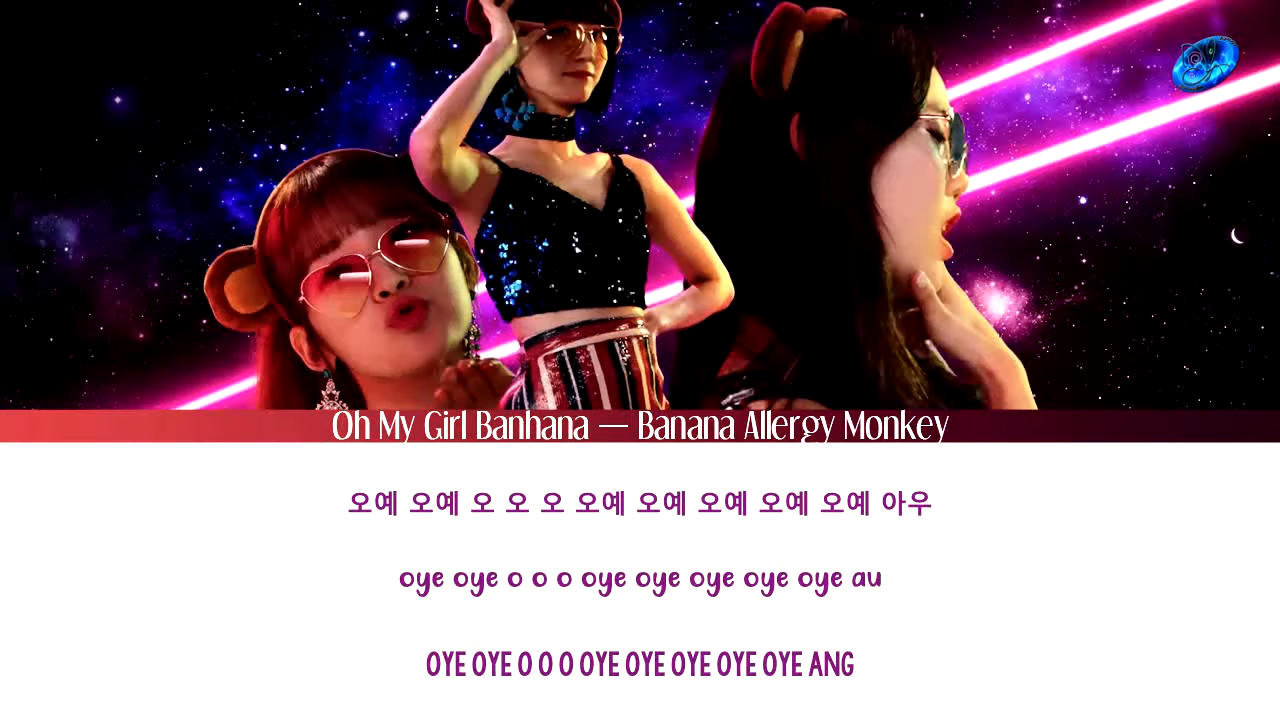 Oh My Girl Banhana — Banana Allergy Monkey
오예 오예 오 오 오 오예 오예 오예 오예 오예 아우
oye oye o o o oye oye oye oye oye au
OYE OYE O O O OYE OYE OYE OYE OYE ANG